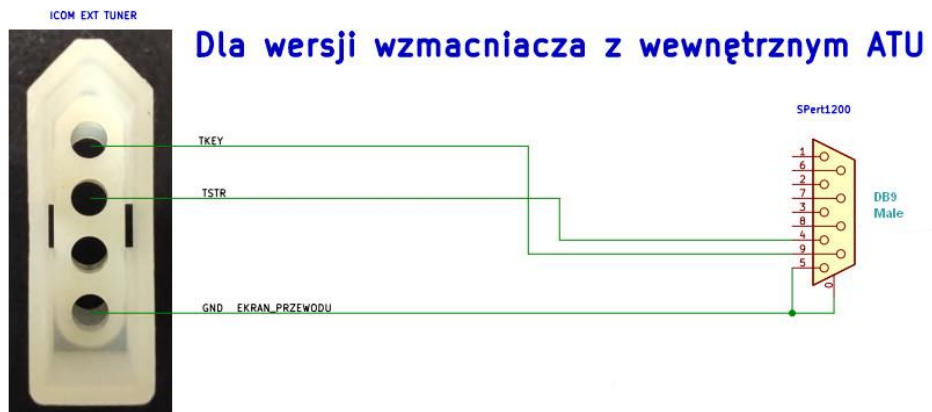 ICOM EXT TUNER
Dla wersji wzmacniacza z wewnętrznym ATU
SPert1200
TKEY
TSTR
GND EKRAN_PRZEWODU
1
6
2
7
3
8
4
9
5
0
DB9
Male